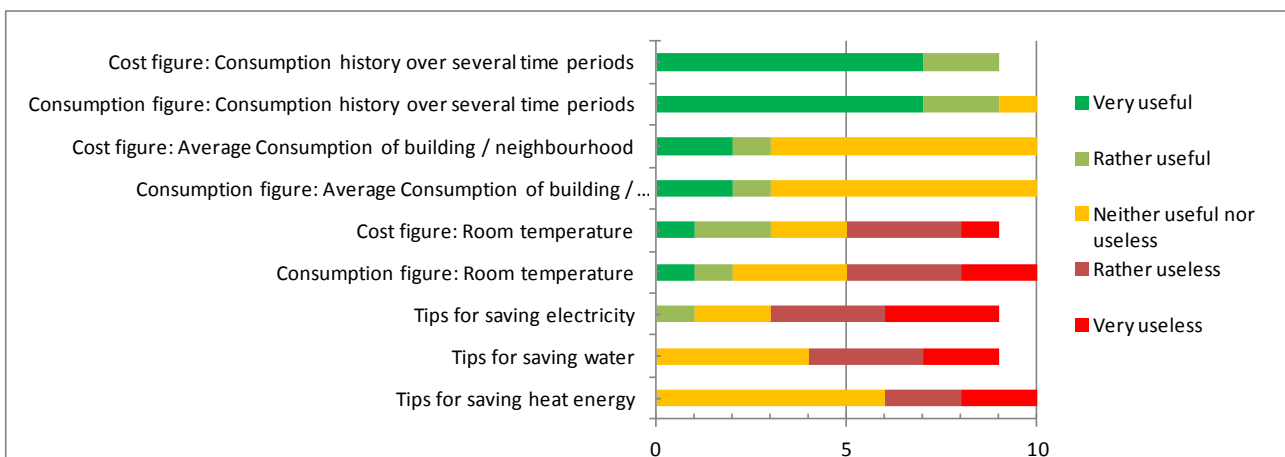 Cost figure: Consumption history over several time periods
Consumption figure: Consumption history over several time periods
Cost figure: Average Consumption of building / neighbourhood
Consumption figure: Average Consumption of building / ...
Cost figure: Room temperature
Consumption figure: Room temperature
Tips for saving electricity
Tips for saving water
Tips for saving heat energy
0 5 10
Very useful
Rather useful
Neither useful nor
useless
Rather useless
Very useless